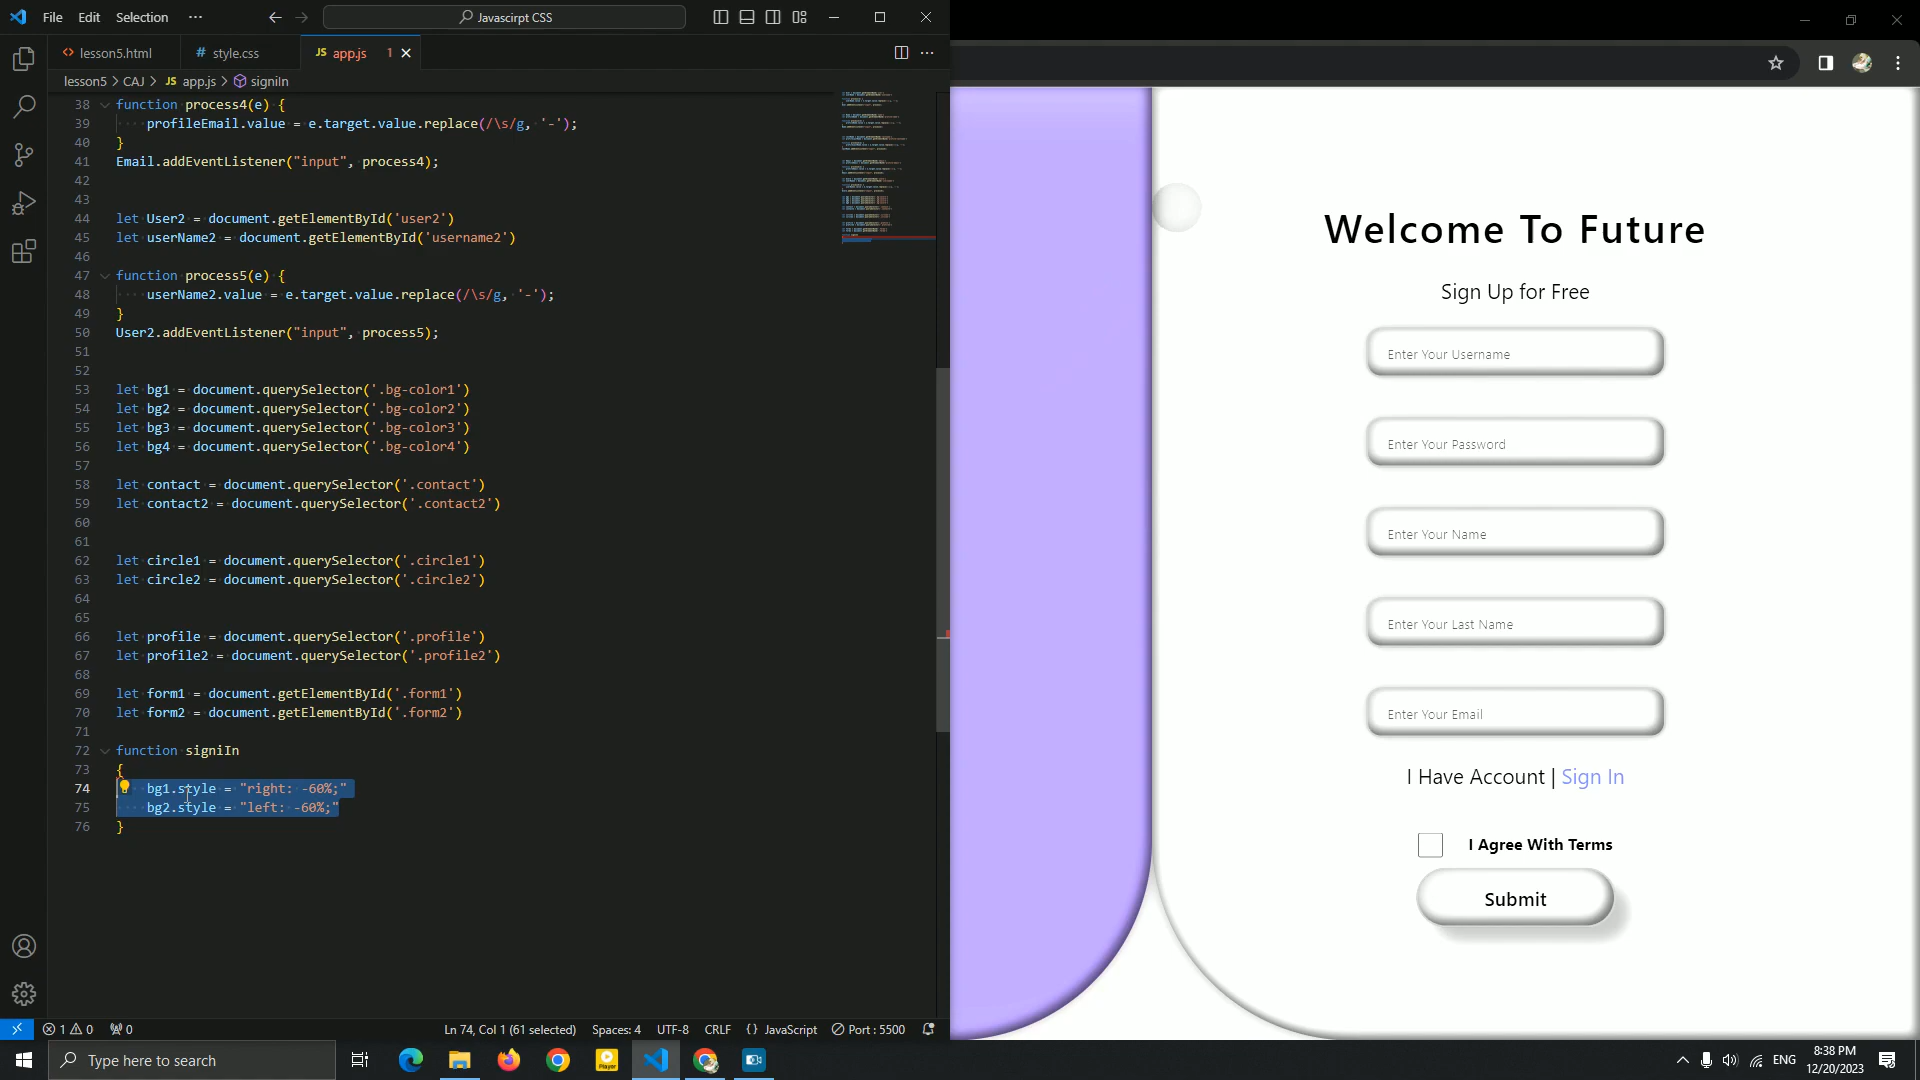 File Edit Selection ··· Javascirpt CSS
lesson5.html # style.css JS app.js 1
lesson5 > CAJ > JS app.js > signiIn
38 function process4(e) {
39 profileEmail.value = e.target.value.replace(/\s/g, '-');
40 }
41 Email.addEventListener("input", process4);
42
43
44 let User2 = document.getElementById('user2')
45 let userName2 = document.getElementById('username2')
46
47 function process5(e) {
48 userName2.value = e.target.value.replace(/\s/g, '-');
49 }
50 User2.addEventListener("input", process5);
51
52
53 let bg1 = document.querySelector('.bg-color1')
54 let bg2 = document.querySelector('.bg-color2')
55 let bg3 = document.querySelector('.bg-color3')
56 let bg4 = document.querySelector('.bg-color4')
57
58 let contact = document.querySelector('.contact')
59 let contact2 = document.querySelector('.contact2')
60
61
62 let circle1 = document.querySelector('.circle1')
63 let circle2 = document.querySelector('.circle2')
64
65
66 let profile = document.querySelector('.profile')
67 let profile2 = document.querySelector('.profile2')
68
69 let form1 = document.getElementById('.form1')
70 let form2 = document.getElementById('.form2')
71
72 function signiIn
73 {
74 bg1.style = "right: -60%;"
75 bg2.style = "left: -60%;"
76 }
Welcome To Future
Sign Up for Free
Enter Your Username
Enter Your Password
Enter Your Name
Enter Your Last Name
Enter Your Email
I Have Account | Sign In
I Agree With Terms
Submit
1 0 0 Ln 74, Col 1 (61 selected) Spaces: 4 UTF-8 CRLF {} JavaScript Port : 5500
Type here to search
Player
ENG
8:38 PM
12/20/2023